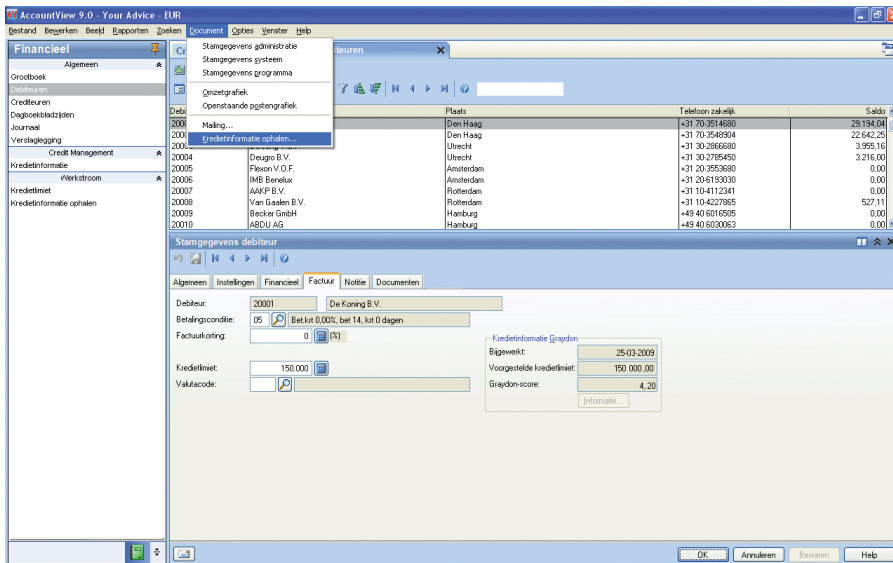 AccountView 9.0 - Your Advice - EUR
Bestand Bewerken Beeld Rapporten Zoeken Document Opties Venster Help
Financieel
Algemeen
Grootboek
Debiteuren
Crediteuren
Dagboekbladzijden
Journaal
Verslaglegging
Credit Management
Kredietinformatie
Werkstroom
Kredietlimiet
Kredietinformatie ophalen
Stamgegevens administratie
Stamgegevens systeem
Stamgegevens programma
Omzetgrafiek
Openstaande postengrafiek
Mailing...
Kredietinformatie ophalen...
Plaats Telefoon zakelijk Saldo
Den Haag +31 70-3514680 29.194,04
Den Haag +31 70-3548904 22.642,25
Utrecht +31 30-2866680 3.955,16
20004 Deugro B.V. Utrecht +31 30-2785450 3.216,00
20005 Flexon V.O.F. Amsterdam +31 20-3553680 0,00
20006 IMB Benelux Amsterdam +31 20-6193030 0,00
20007 AAKP B.V. Rotterdam +31 10-4112341 0,00
20008 Van Gaalen B.V. Rotterdam +31 10-4227865 527,11
20009 Becker GmbH Hamburg +49 40 6016505 0,00
20010 ABDU AG Hamburg +49 40 6030063 0,00
Stamgegevens debiteur
Algemeen Instellingen Financieel Factuur Notitie Documenten
Debiteur: 20001 De Koning B.V.
Betalingsconditie: 05 Bet.krt 0,00%, bet 14, krt 0 dagen
Factuurkorting: 0 (%)
Kredietlimiet: 150.000
Valutacode:
Kredietinformatie Graydon
Bijgewerkt: 25-03-2009
Voorgestelde kredietlimiet: 150.000,00
Graydon-score: 4,20
Informatie...
OK Annuleren Bewaren Help